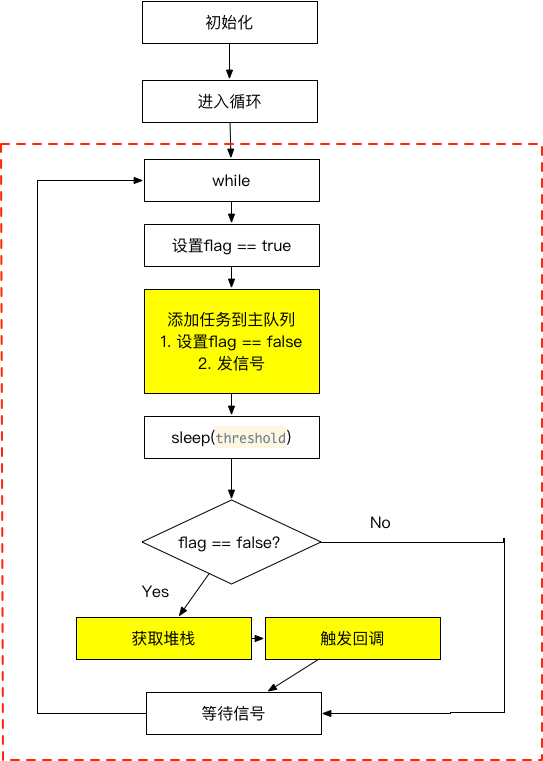 初始化
进入循环
while
设置flag == true
添加任务到主队列
1. 设置flag == false
2. 发信号
sleep(threshold)
flag == false?
No
Yes
获取堆栈
触发回调
等待信号